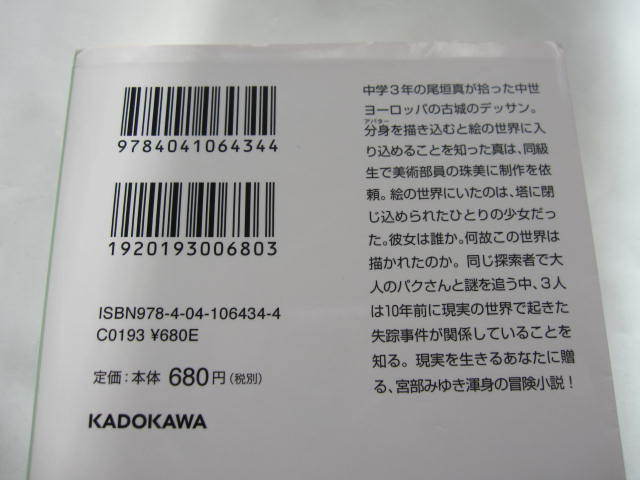 9784041064344
1920193006803
ISBN978-4-04-106434-4
C0193 ¥680E
定価:本体 680円(税別)
KADOKAWA
中学3年の尾垣真が拾った中世
ヨーロッパの古城のデッサン。
アバター
分身を描き込むと絵の世界に入
り込めることを知った真は、同級
生で美術部員の珠美に制作を依
頼。絵の世界にいたのは、塔に閉
じ込められたひとりの少女だっ
た。彼女は誰か。何故この世界は
描かれたのか。同じ探索者で大
人のパクさんと謎を追う中、3人
は10年前に現実の世界で起きた
失踪事件が関係していることを
知る。現実を生きるあなたに贈
る、宮部みゆき渾身の冒険小説!